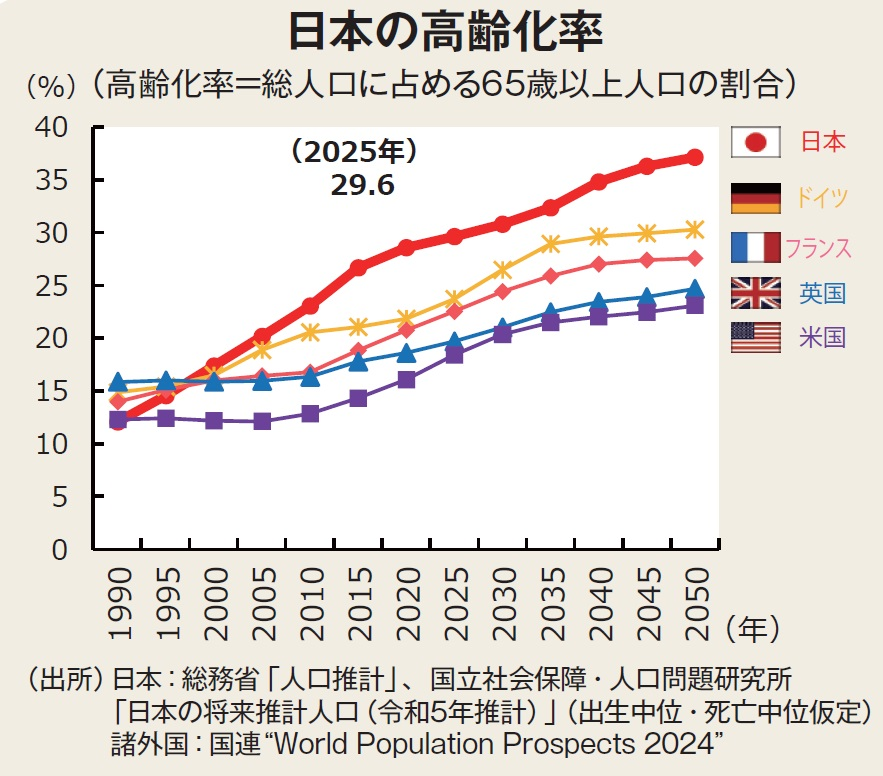 日本の高齢化率
(%)（高齢化率＝総人口に占める65歳以上人口の割合）
40
35
30
25
20
15
10
5
0
（2025年）
29.6
日本
ドイツ
フランス
英国
米国
1990 1995 2000 2005 2010 2015 2020 2025 2030 2035 2040 2045 2050（年）
（出所）日本：総務省「人口推計」、国立社会保障・人口問題研究所
「日本の将来推計人口（令和5年推計）」（出生中位・死亡中位仮定）
諸外国：国連“World Population Prospects 2024”